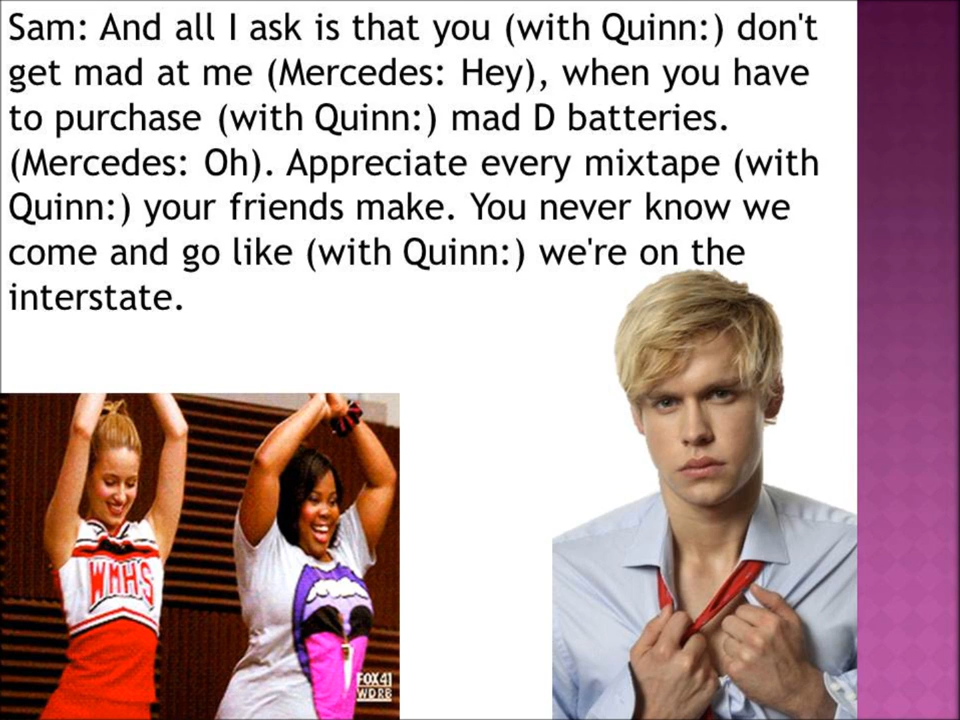 Sam: And all I ask is that you (with Quinn:) don't
get mad at me (Mercedes: Hey), when you have
to purchase (with Quinn:) mad D batteries.
(Mercedes: Oh). Appreciate every mixtape (with
Quinn:) your friends make. You never know we
come and go like (with Quinn:) we're on the
interstate.
WMHS
FOX41
WDRB